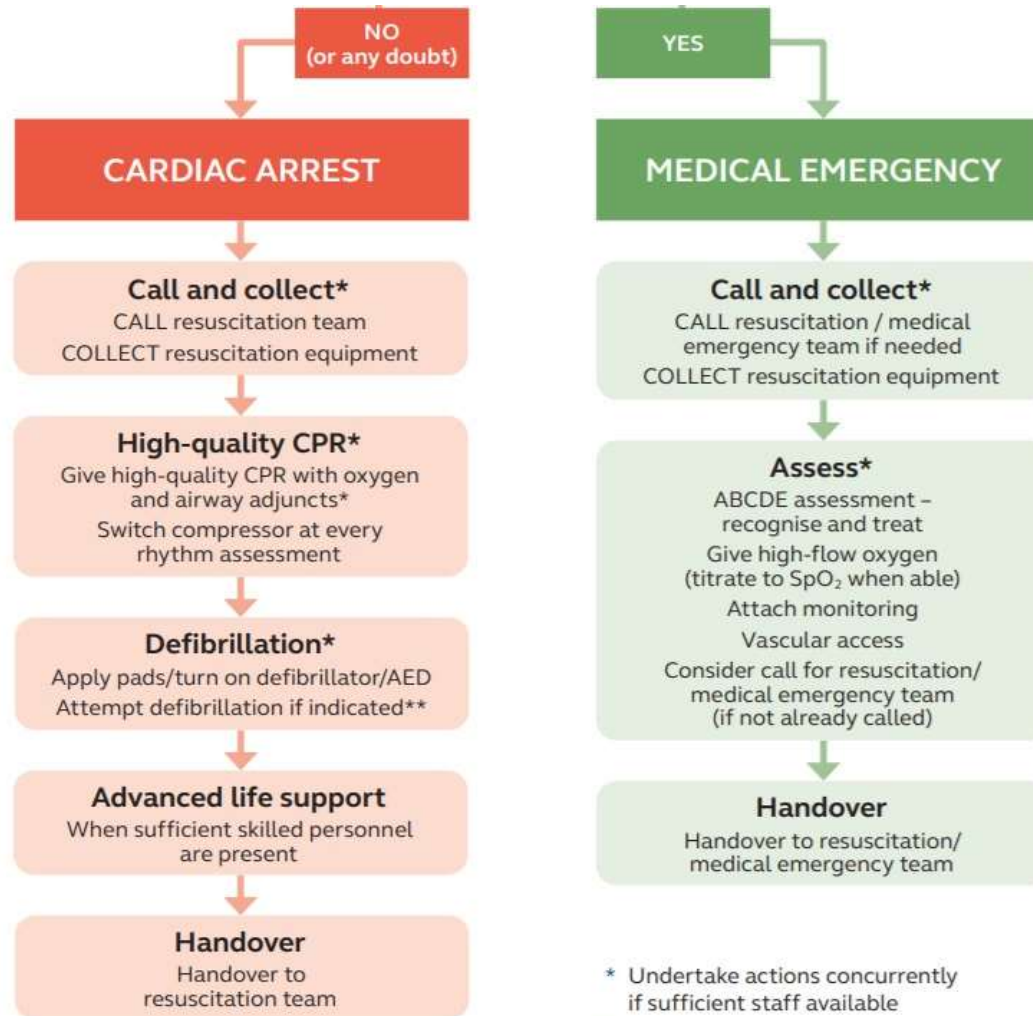 NO
(or any doubt)
CARDIAC ARREST
Call and collect*
CALL resuscitation team
COLLECT resuscitation equipment
High-quality CPR*
Give high-quality CPR with oxygen
and airway adjuncts*
Switch compressor at every
rhythm assessment
Defibrillation*
Apply pads/turn on defibrillator/AED
Attempt defibrillation if indicated**
Advanced life support
When sufficient skilled personnel
are present
Handover
Handover to
resuscitation team
YES
MEDICAL EMERGENCY
Call and collect*
CALL resuscitation / medical
emergency team if needed
COLLECT resuscitation equipment
Assess*
ABCDE assessment –
recognise and treat
Give high-flow oxygen
(titrate to SpO₂ when able)
Attach monitoring
Vascular access
Consider call for resuscitation/
medical emergency team
(if not already called)
Handover
Handover to resuscitation/
medical emergency team
* Undertake actions concurrently
if sufficient staff available